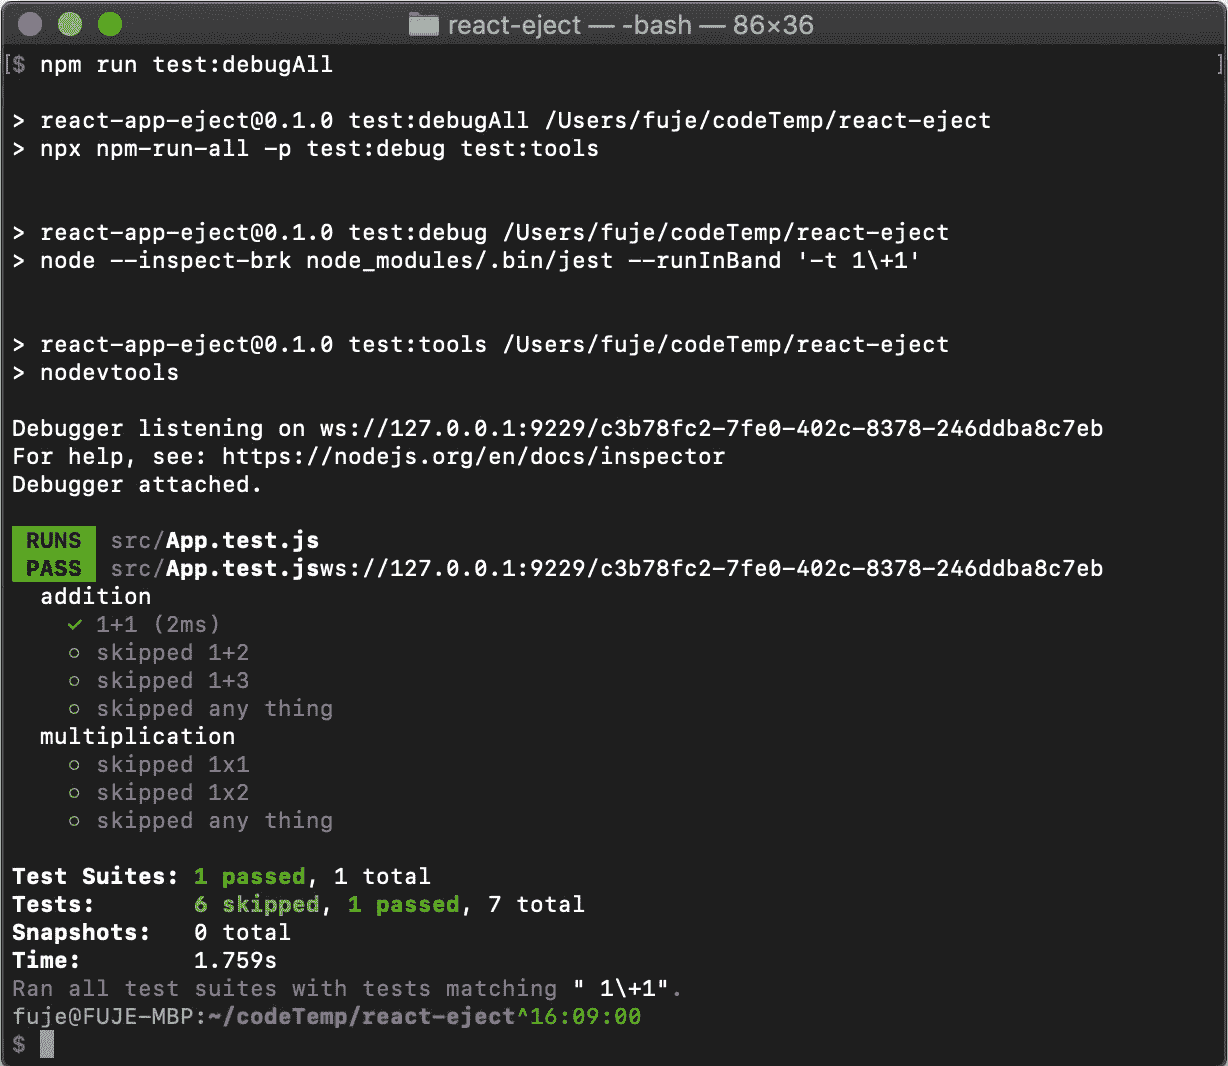 react-eject — -bash — 86×36
[$ npm run test:debugAll ]
> react-app-eject@0.1.0 test:debugAll /Users/fuje/codeTemp/react-eject
> npx npm-run-all -p test:debug test:tools
> react-app-eject@0.1.0 test:debug /Users/fuje/codeTemp/react-eject
> node --inspect-brk node_modules/.bin/jest --runInBand '-t 1\+1'
> react-app-eject@0.1.0 test:tools /Users/fuje/codeTemp/react-eject
> nodevtools
Debugger listening on ws://127.0.0.1:9229/c3b78fc2-7fe0-402c-8378-246ddba8c7eb
For help, see: https://nodejs.org/en/docs/inspector
Debugger attached.
RUNS src/App.test.js
PASS src/App.test.jsws://127.0.0.1:9229/c3b78fc2-7fe0-402c-8378-246ddba8c7eb
addition
✓ 1+1 (2ms)
○ skipped 1+2
○ skipped 1+3
○ skipped any thing
multiplication
○ skipped 1x1
○ skipped 1x2
○ skipped any thing
Test Suites: 1 passed, 1 total
Tests: 6 skipped, 1 passed, 7 total
Snapshots: 0 total
Time: 1.759s
Ran all test suites with tests matching " 1\+1".
fuje@FUJE-MBP:~/codeTemp/react-eject^16:09:00
$